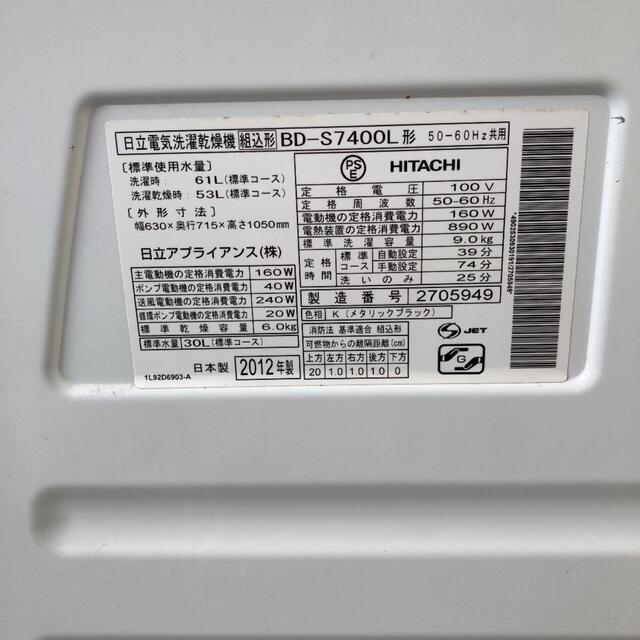 日立電気洗濯乾燥機 組込形 BD-S7400L形 50-60Hz共用
〔標準使用水量〕
洗濯時： 61L(標準コース)
洗濯乾燥時：53L(標準コース)
〔外形寸法〕
幅630×奥行715×高さ1050mm
日立アプライアンス(株)
主電動機の定格消費電力 160W
ポンプ電動機の定格消費電力 40W
送風電動機の定格消費電力 240W
循環ポンプ電動機の定格消費電力 20W
標準乾燥容量 6.0kg
標準水量 30L(標準コース)
日本製 2012年製
1L92D6903-A
PS
E
HITACHI
定格電圧 100V
定格周波数 50-60Hz
電動機の定格消費電力 160W
電熱装置の定格消費電力 890W
標準洗濯容量 9.0kg
定格時間 標準コース 自動設定 39分
手動設定 74分
洗いのみ 25分
製造番号 2705949
色相 K(メタリックブラック)
消防法 基準適合 組込形
可燃物からの離隔距離(cm)
上方 左方 右方 後方 下方
20 1.0 1.0 1.0 0
S JET
G